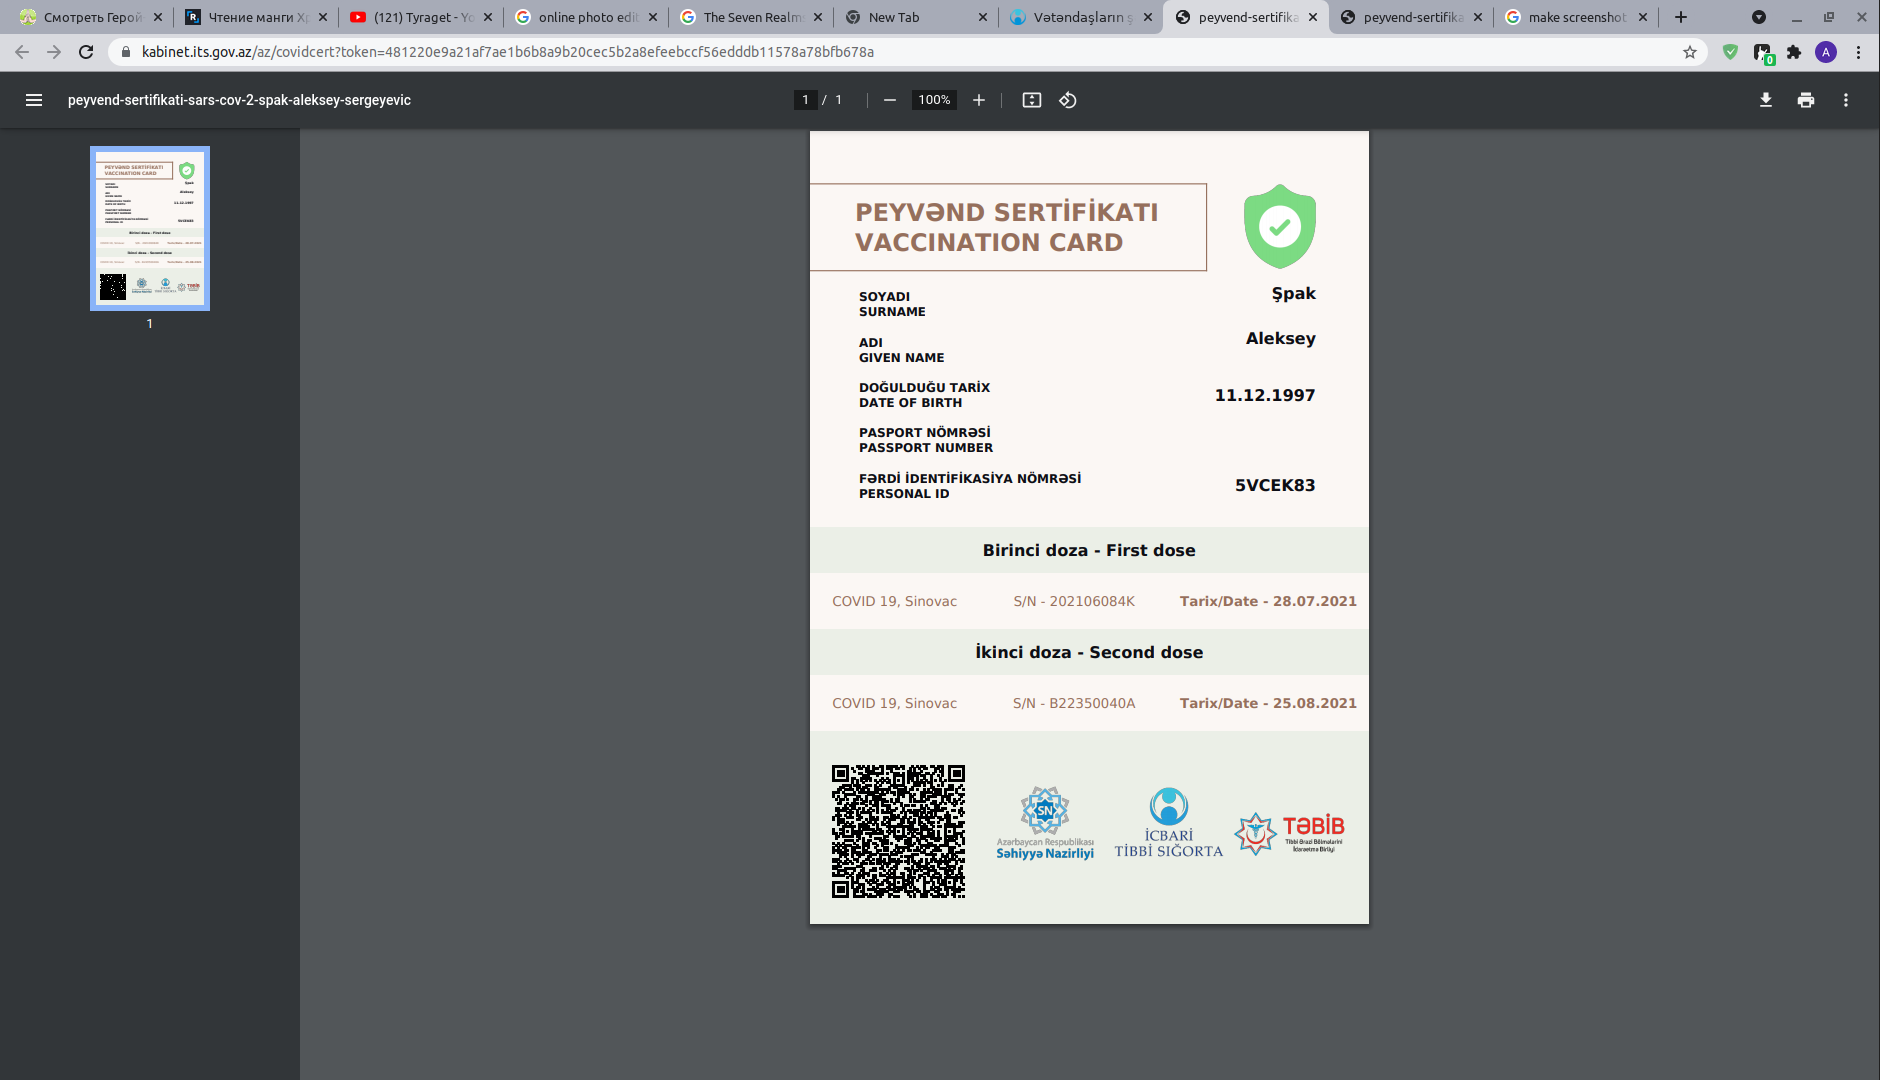 Смотреть Герой
Чтение манги Хр
(121) Tyraget - Yo
online photo edit
The Seven Realms
New Tab
Vətəndaşların ş
peyvend-sertifika
peyvend-sertifika
make screenshot
kabinet.its.gov.az/az/covidcert?token=481220e9a21af7ae1b6b8a9b20cec5b2a8efeebccf56edddb11578a78bfb678a
0
A
peyvend-sertifikati-sars-cov-2-spak-aleksey-sergeyevic
1 / 1
100%
1
PEYVƏND SERTİFİKATI
VACCINATION CARD
SOYADI
SURNAME
Şpak
ADI
GIVEN NAME
Aleksey
DOĞULDUĞU TARİX
DATE OF BIRTH
11.12.1997
PASPORT NÖMRƏSİ
PASSPORT NUMBER
FƏRDİ İDENTİFİKASİYA NÖMRƏSİ
PERSONAL ID
5VCEK83
Birinci doza - First dose
COVID 19, Sinovac S/N - 202106084K Tarix/Date - 28.07.2021
İkinci doza - Second dose
COVID 19, Sinovac S/N - B22350040A Tarix/Date - 25.08.2021
SN
Azərbaycan Respublikası
Səhiyyə Nazirliyi
İCBARİ
TİBBİ SIĞORTA
TƏBİB
Tibbi Ərazi Bölmələrini
İdarəetmə Birliyi